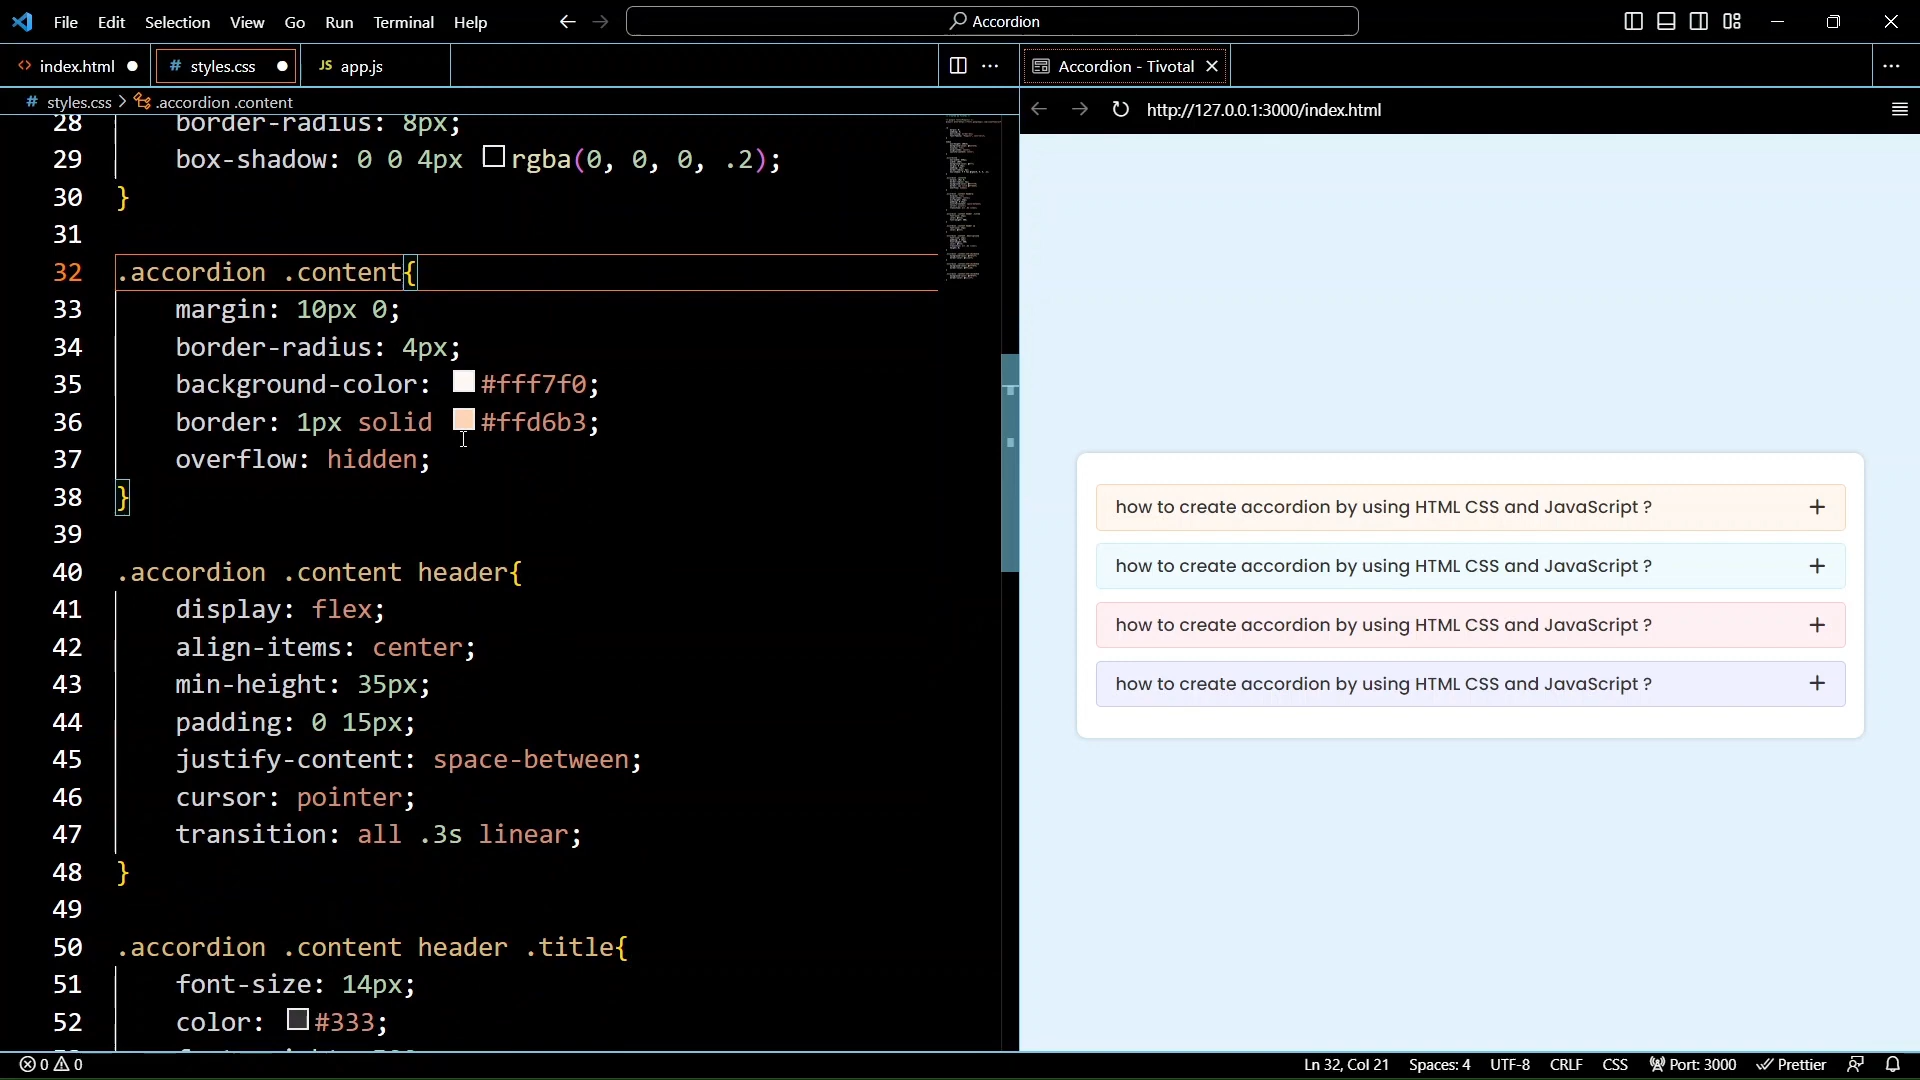 File Edit Selection View Go Run Terminal Help
Accordion
index.html
# styles.css
JS app.js
Accordion - Tivotal
# styles.css > .accordion .content
http://127.0.0.1:3000/index.html
28 border-radius: 8px;
29 box-shadow: 0 0 4px rgba(0, 0, 0, .2);
30 }
31
32 .accordion .content{
33 margin: 10px 0;
34 border-radius: 4px;
35 background-color: #fff7f0;
36 border: 1px solid #ffd6b3;
37 overflow: hidden;
38 }
39
40 .accordion .content header{
41 display: flex;
42 align-items: center;
43 min-height: 35px;
44 padding: 0 15px;
45 justify-content: space-between;
46 cursor: pointer;
47 transition: all .3s linear;
48 }
49
50 .accordion .content header .title{
51 font-size: 14px;
52 color: #333;
how to create accordion by using HTML CSS and JavaScript ? +
how to create accordion by using HTML CSS and JavaScript ? +
how to create accordion by using HTML CSS and JavaScript ? +
how to create accordion by using HTML CSS and JavaScript ? +
0 0
Ln 32, Col 21 Spaces: 4 UTF-8 CRLF CSS Port: 3000 Prettier